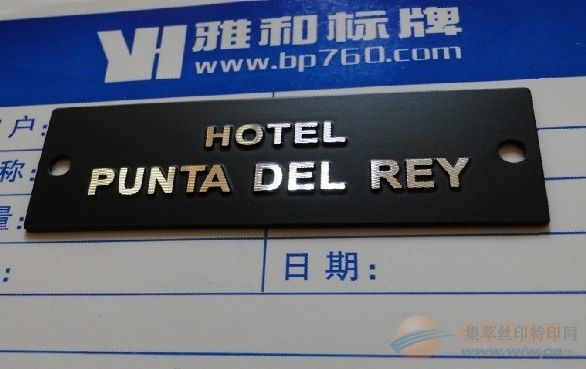 YH 雅和标牌
www.bp760.com
户:
称:
量:
HOTEL
PUNTA DEL REY
:
日期:
:
集萃丝印特印网